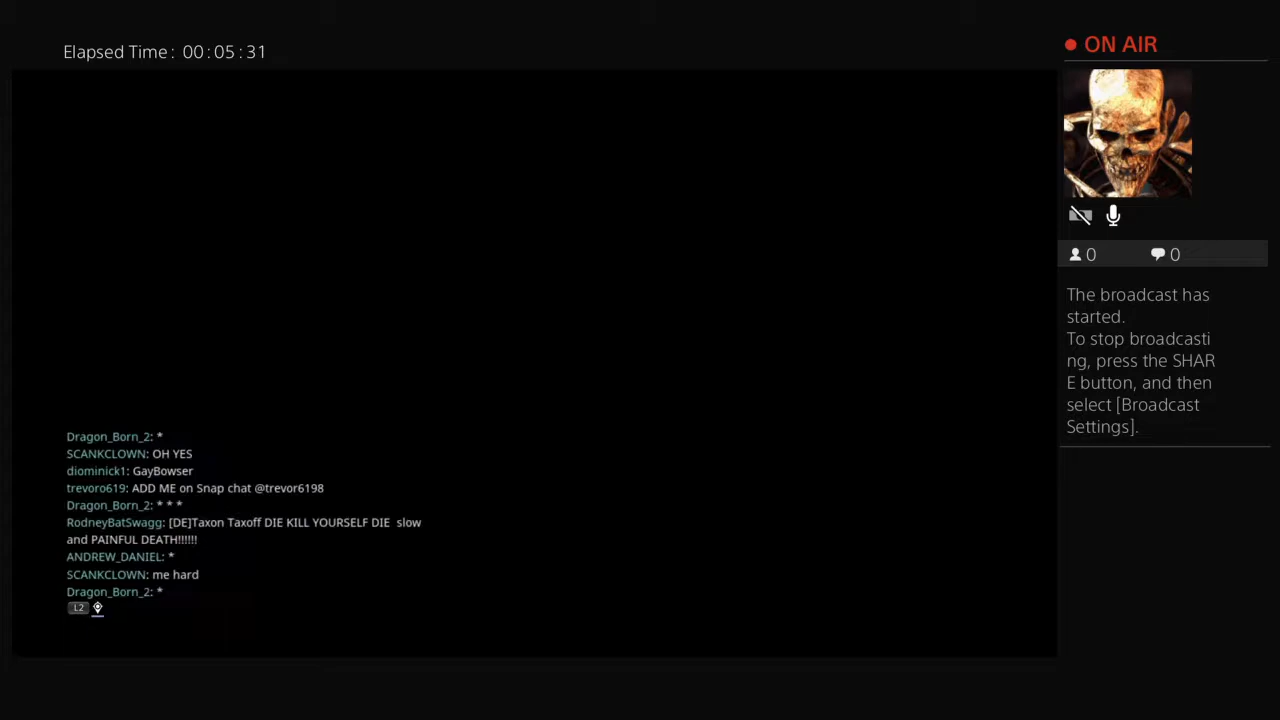 Elapsed Time: 00:05:31
ON AIR
0 0
The broadcast has
started.
To stop broadcasti
ng, press the SHAR
E button, and then
select [Broadcast
Settings].
Dragon_Born_2: *
SCANKCLOWN: OH YES
diominick1: GayBowser
trevoro619: ADD ME on Snap chat @trevor6198
Dragon_Born_2: * * *
RodneyBatSwagg: [DE]Taxon Taxoff DIE KILL YOURSELF DIE  slow
and PAINFUL DEATH!!!!!!
ANDREW_DANIEL: *
SCANKCLOWN: me hard
Dragon_Born_2: *
L2